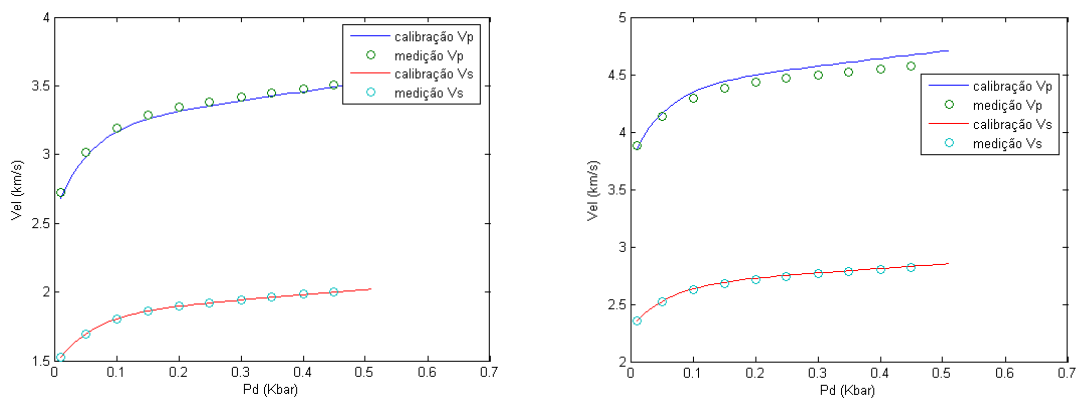 4
3.5
3
2.5
2
1.5
0
0.1
0.2
0.3
0.4
0.5
0.6
0.7
Vel (km/s)
Pd (Kbar)
calibração Vp
medição Vp
calibração Vs
medição Vs
5
4.5
4
3.5
3
2.5
2
0
0.1
0.2
0.3
0.4
0.5
0.6
0.7
Vel (km/s)
Pd (Kbar)
calibração Vp
medição Vp
calibração Vs
medição Vs